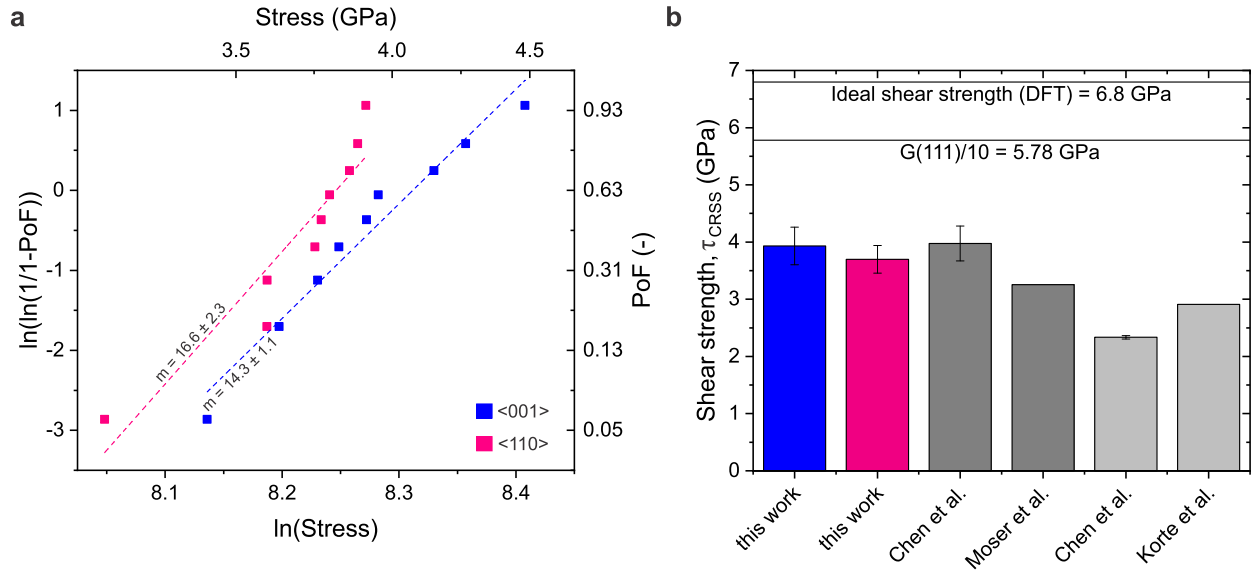 a
Stress (GPa)
3.5 4.0 4.5
ln(ln(1/1-PoF))
1
0
-1
-2
-3
0.93
0.63
0.31
0.13
0.05
PoF (-)
m = 16.6 ± 2.3
m = 14.3 ± 1.1
<001>
<110>
8.1 8.2 8.3 8.4
ln(Stress)
b
Shear strength, τCRSS (GPa)
7
6
5
4
3
2
1
0
Ideal shear strength (DFT) = 6.8 GPa
G(111)/10 = 5.78 GPa
this work
this work
Chen et al.
Moser et al.
Chen et al.
Korte et al.